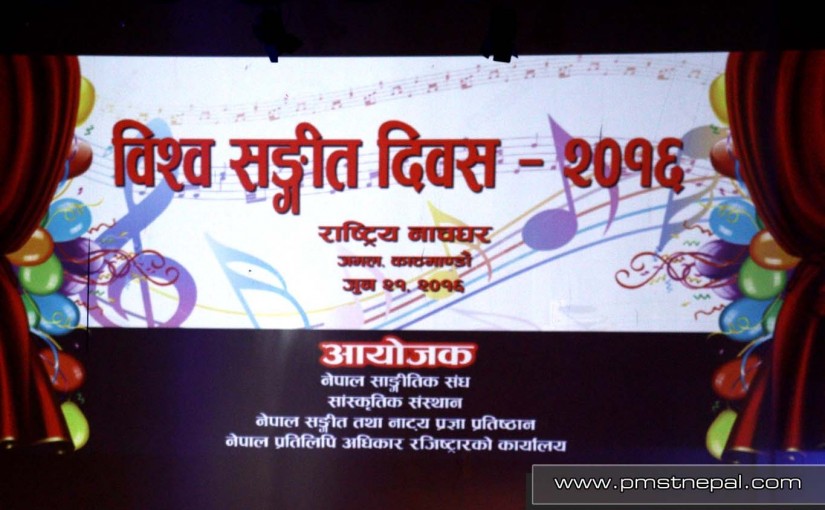 विश्व सङ्गीत दिवस - २०१६
राष्ट्रिय नाचघर
जमल, काठमाण्डौ
जून २१, २०१६
आयोजक
नेपाल साङ्गीतिक संघ
सांस्कृतिक संस्थान
नेपाल सङ्गीत तथा नाट्य प्रज्ञा प्रतिष्ठान
नेपाल प्रतिलिपि अधिकार रजिष्ट्रारको कार्यालय
www.pmstnepal.com